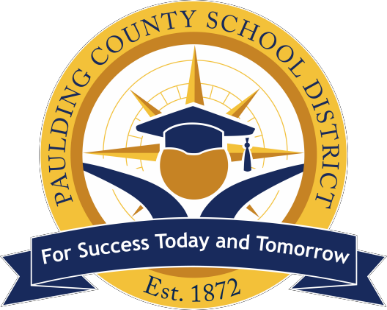 PAULDING COUNTY SCHOOL DISTRICT
For Success Today and Tomorrow
Est. 1872